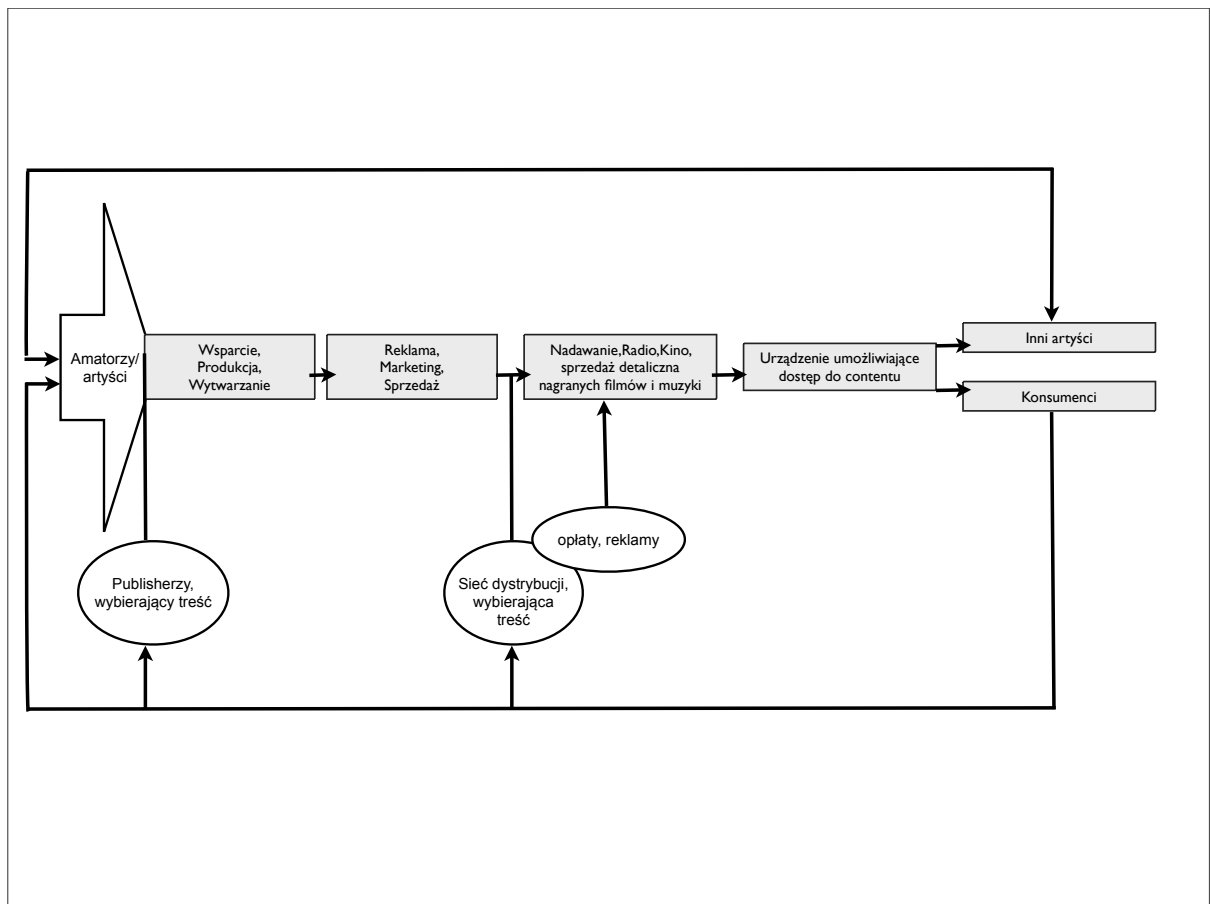 Amatorzy/
artyści
Wsparcie,
Produkcja,
Wytwarzanie
Reklama,
Marketing,
Sprzedaż
Nadawanie,Radio,Kino,
sprzedaż detaliczna
nagranych filmów i muzyki
Urządzenie umożliwiające
dostęp do contentu
Inni artyści
Konsumenci
Publisherzy,
wybierający treść
Sieć dystrybucji,
wybierająca
treść
opłaty, reklamy